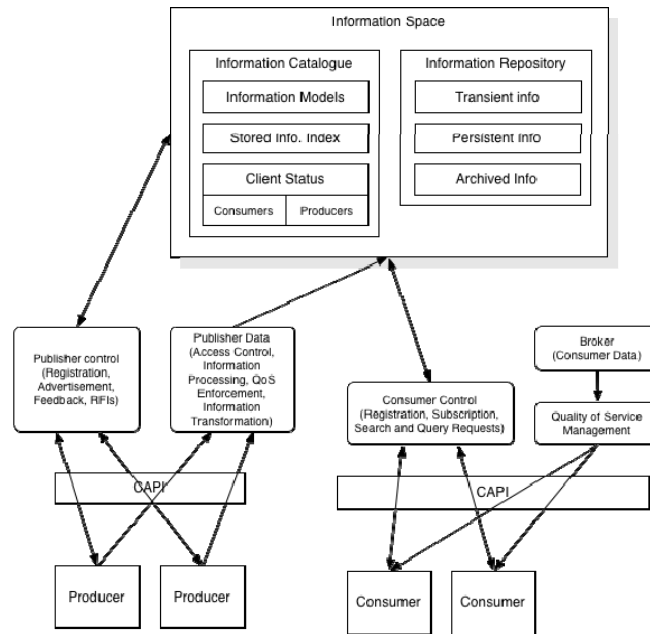 Information Space
Information Catalogue
Information Models
Stored Info. Index
Client Status
Consumers
Producers
Information Repository
Transient info
Persistent Info
Archived Info
Publisher control
(Registration,
Advertisement,
Feedback, RFIs)
Publisher Data
(Access Control,
Information
Processing, QoS
Enforcement,
Information
Transformation)
Consumer Control
(Registration, Subscription,
Search and Query Requests)
Broker
(Consumer Data)
Quality of Service
Management
CAPI
CAPI
Producer
Producer
Consumer
Consumer